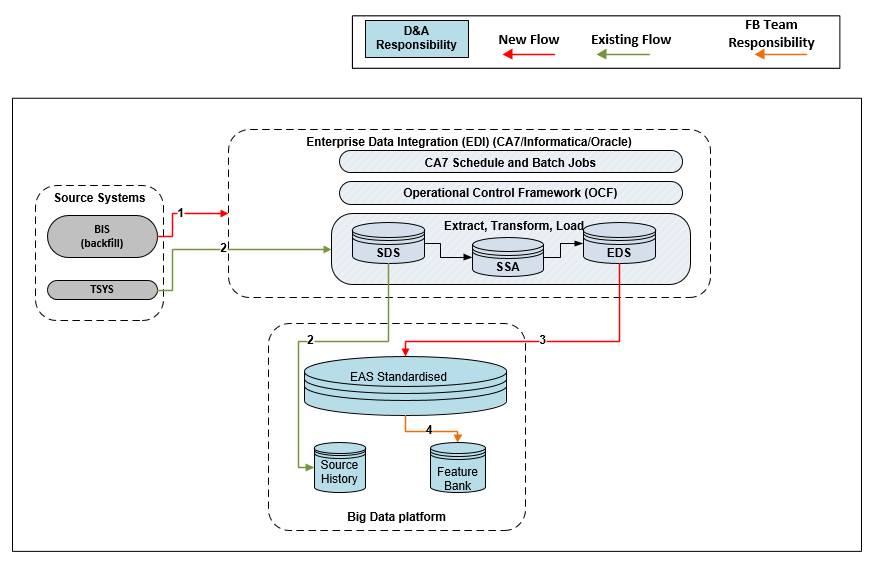 D&A
Responsibility
New Flow
Existing Flow
FB Team
Responsibility
Enterprise Data Integration (EDI) (CA7/Informatica/Oracle)
CA7 Schedule and Batch Jobs
Operational Control Framework (OCF)
Source Systems
BIS
(backfill)
TSYS
1
2
Extract, Transform, Load
SDS
SSA
EDS
2
3
EAS Standardised
4
Source
History
Feature
Bank
Big Data platform